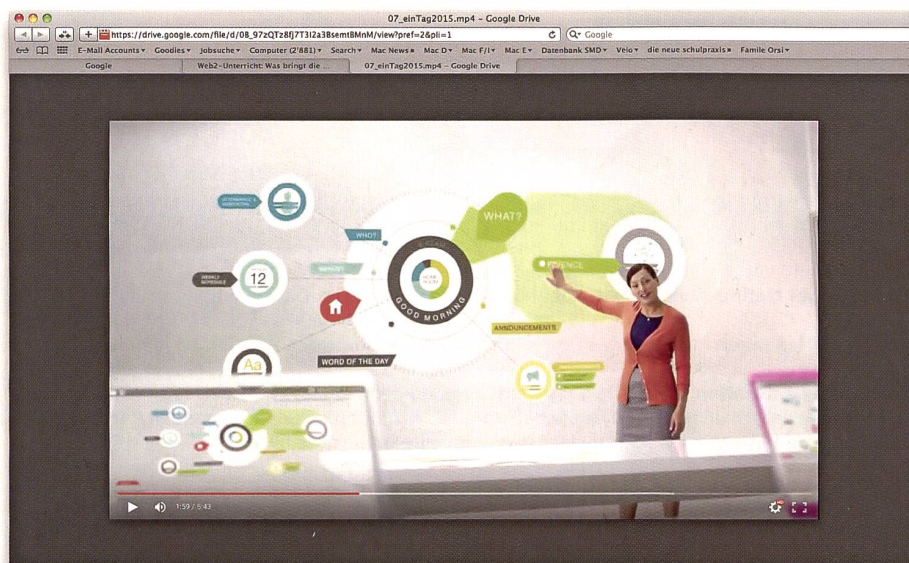 07_einTag2015.mp4 – Google Drive
https://drive.google.com/file/d/0B_97zQTz8fJ7T3I2a3BsemtBMnM/view?pref=2&pli=1
Google
E-Mail Accounts Goodies Jobsuche Computer (2'881) Search Mac News Mac D Mac F/I Mac E Datenbank SMD Velo die neue schulpraxis Famile Orsi
Google
Web2-Unterricht: Was bringt die ...
07_einTag2015.mp4 – Google Drive
WHAT?
WHO?
GOOD MORNING
WEEKLY
SCHEDULE
12
ANNOUNCEMENTS
WORD OF THE DAY
Aa
1:59 / 5:43